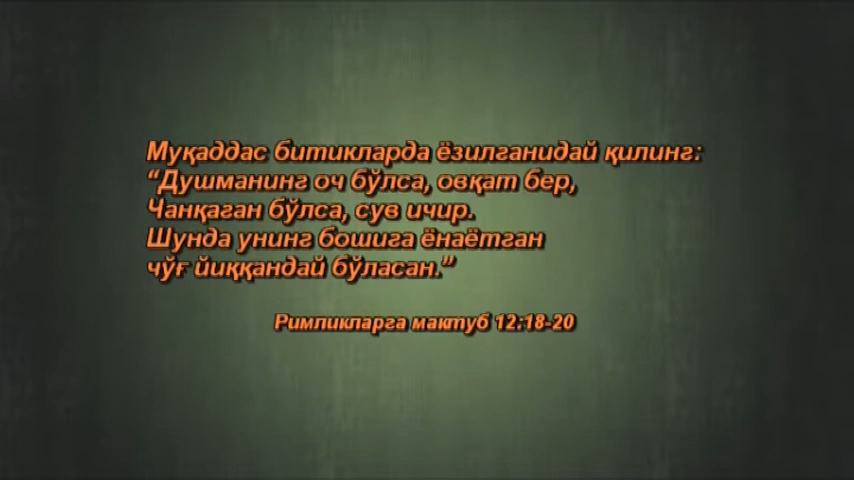 Муқаддас битикларда ёзилганидай қилинг:
“Душманинг оч бўлса, овқат бер,
Чанқаган бўлса, сув ичир.
Шунда унинг бошига ёнаётган
чўғ йиққандай бўласан.”
Римликларга мактуб 12:18-20